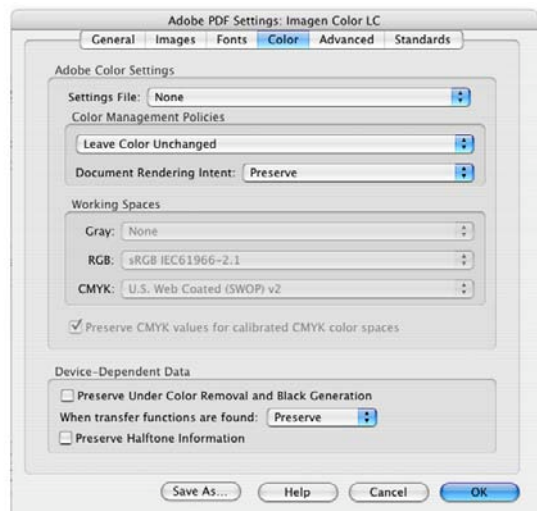 Adobe PDF Settings: Imagen Color LC
General Images Fonts Color Advanced Standards
Adobe Color Settings
Settings File: None
Color Management Policies
Leave Color Unchanged
Document Rendering Intent: Preserve
Working Spaces
Gray: None
RGB: sRGB IEC61966-2.1
CMYK: U.S. Web Coated (SWOP) v2
Preserve CMYK values for calibrated CMYK color spaces
Device-Dependent Data
Preserve Under Color Removal and Black Generation
When transfer functions are found: Preserve
Preserve Halftone Information
Save As... Help Cancel OK